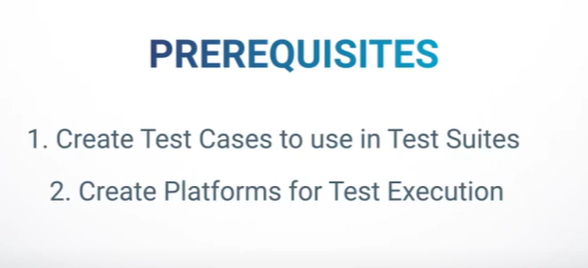 PREREQUISITES
1. Create Test Cases to use in Test Suites
2. Create Platforms for Test Execution